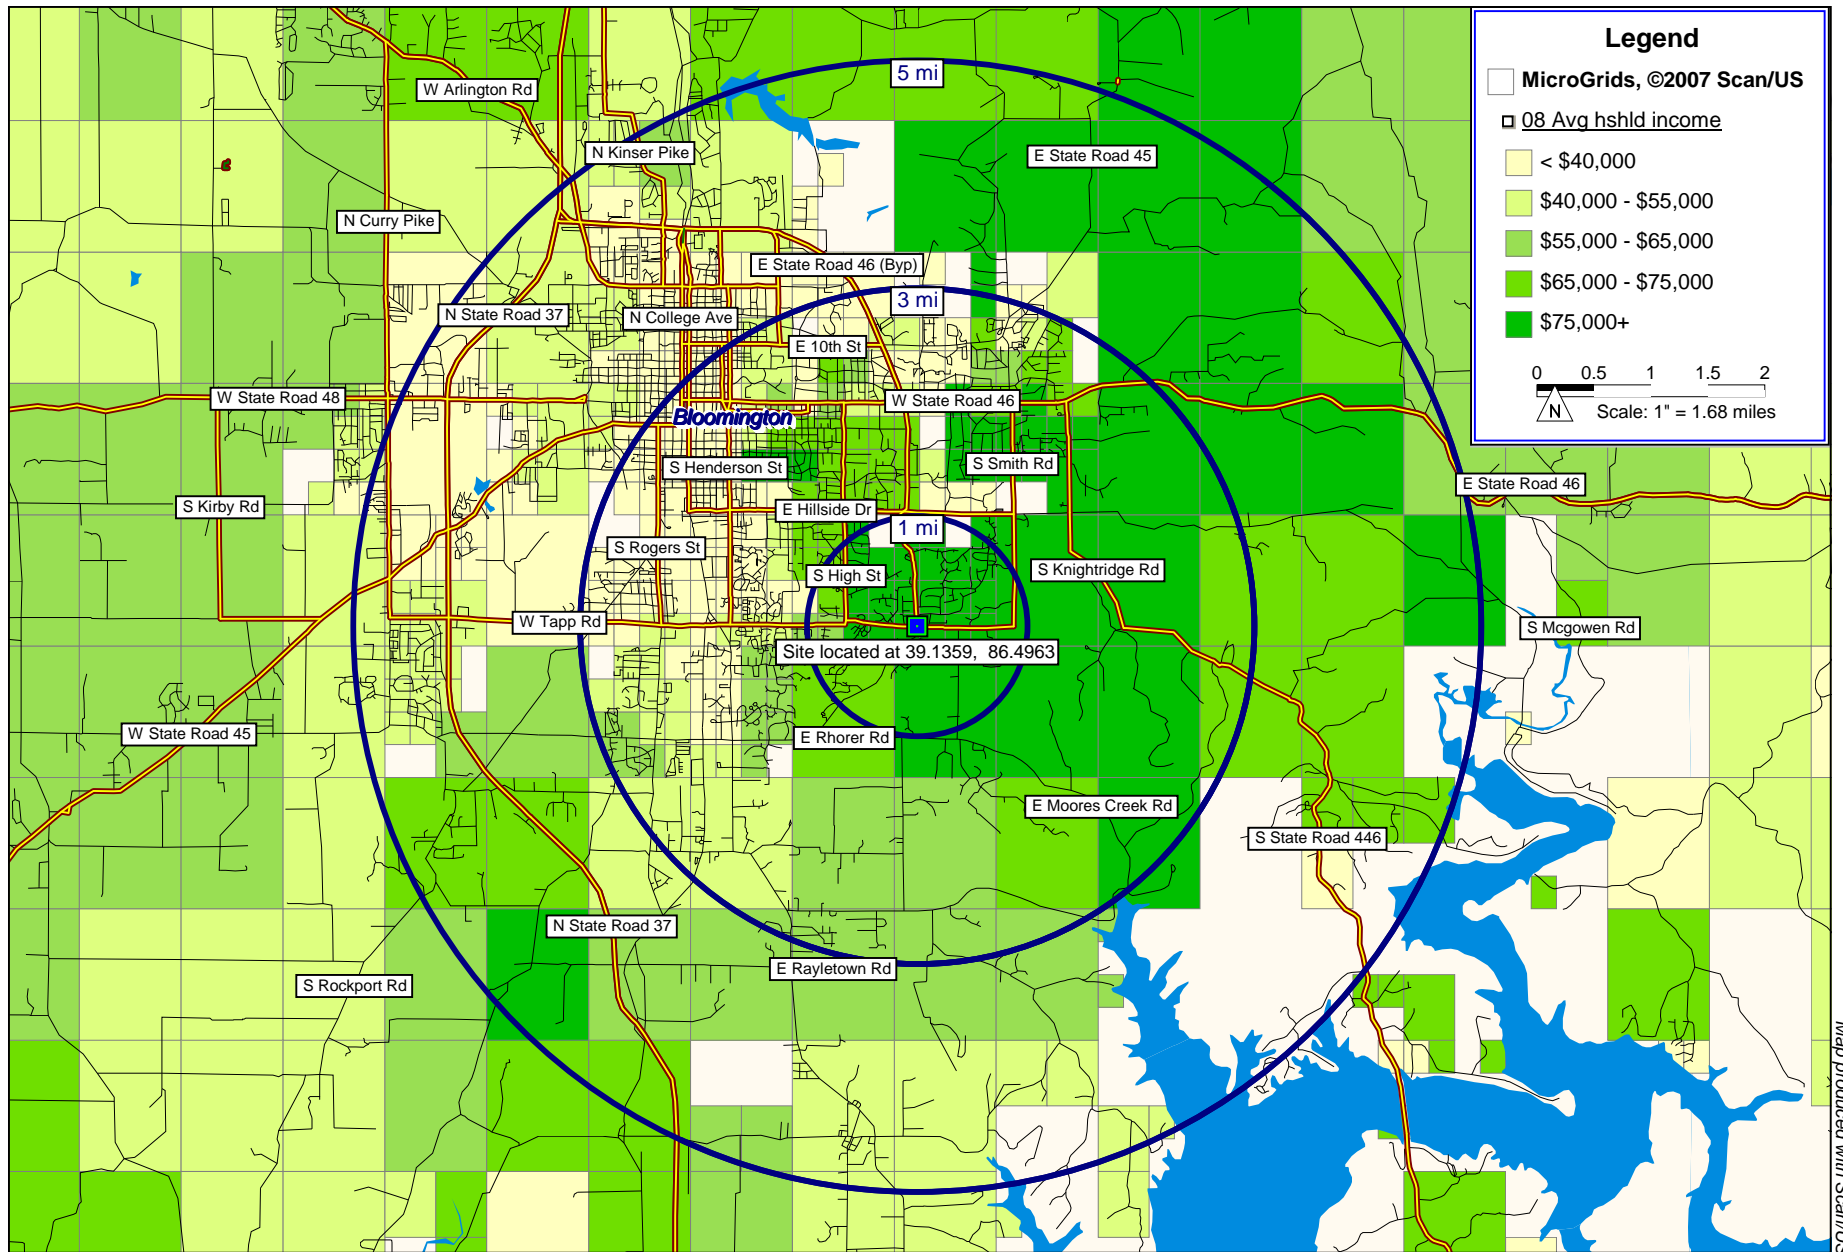 Legend
MicroGrids, ©2007 Scan/US
08 Avg hshld income
< $40,000
$40,000 - $55,000
$55,000 - $65,000
$65,000 - $75,000
$75,000+
0 0.5 1 1.5 2
N
Scale: 1" = 1.68 miles
5 mi
W Arlington Rd
N Kinser Pike
E State Road 45
N Curry Pike
E State Road 46 (Byp)
3 mi
N State Road 37
N College Ave
E 10th St
W State Road 48
W State Road 46
Bloomington
S Henderson St
S Smith Rd
E State Road 46
S Kirby Rd
E Hillside Dr
1 mi
S Rogers St
S High St
S Knightridge Rd
W Tapp Rd
S Mcgowen Rd
Site located at 39.1359, 86.4963
W State Road 45
E Rhorer Rd
E Moores Creek Rd
S State Road 446
N State Road 37
E Rayletown Rd
S Rockport Rd
Map produced with Scan/US